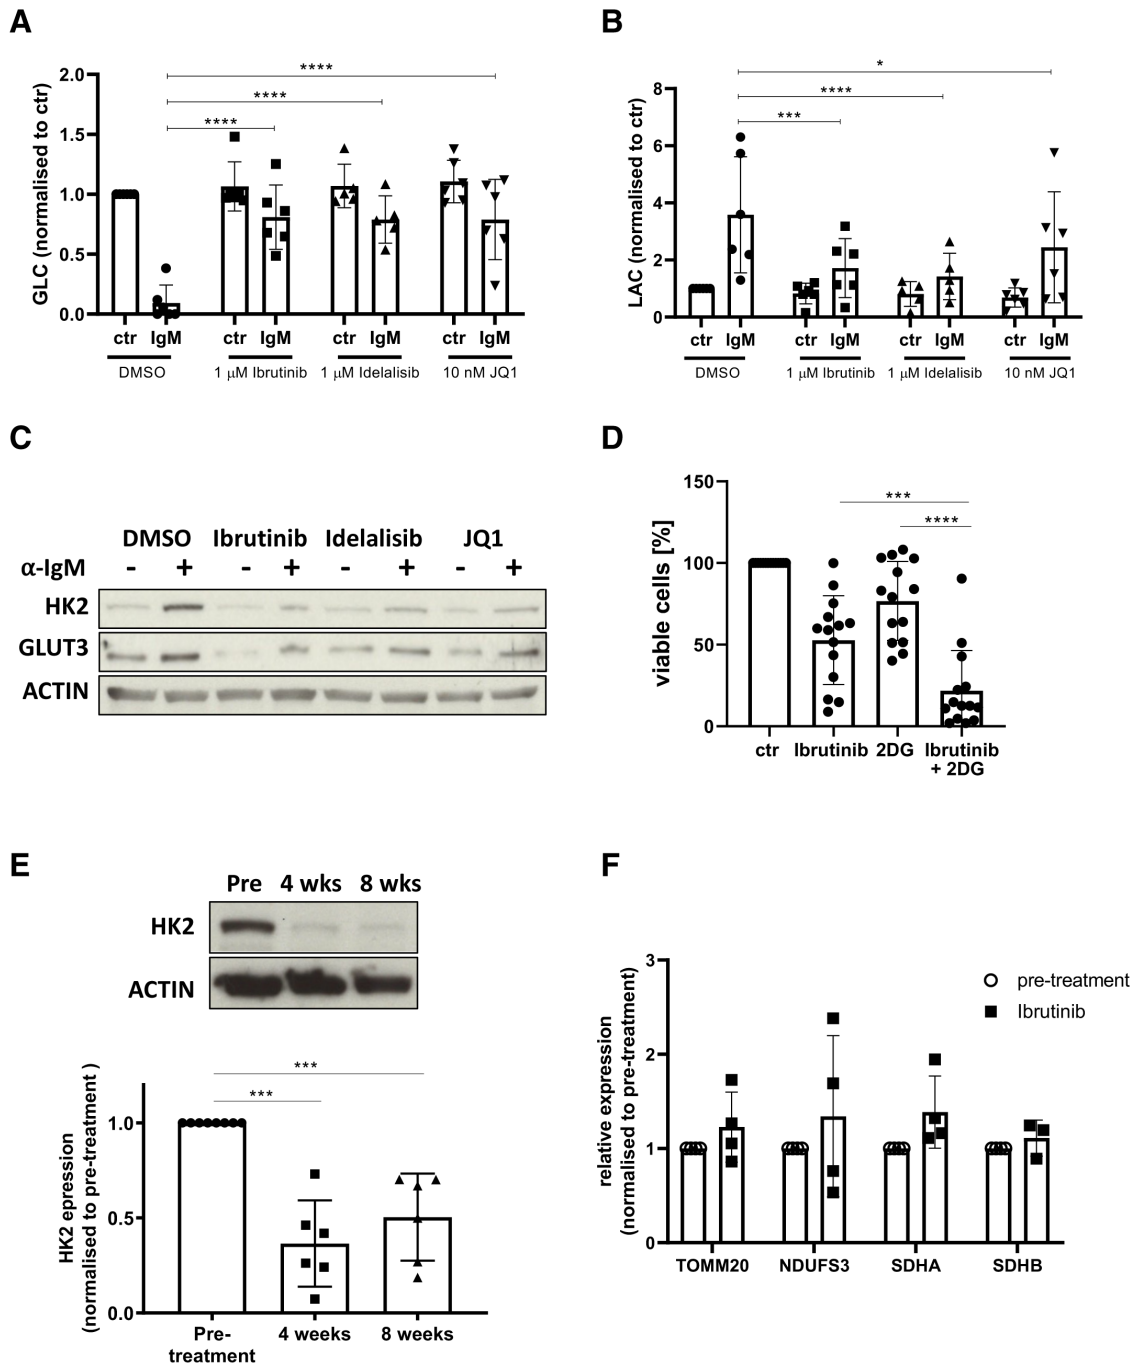 A
GLC (normalised to ctr)
2.0
1.5
1.0
0.5
0.0
****
****
****
ctr IgM ctr IgM ctr IgM ctr IgM
DMSO 1 μM Ibrutinib 1 μM Idelalisib 10 nM JQ1
B
LAC (normalised to ctr)
8
6
4
2
0
*
****
***
ctr IgM ctr IgM ctr IgM ctr IgM
DMSO 1 μM Ibrutinib 1 μM Idelalisib 10 nM JQ1
C
DMSO Ibrutinib Idelalisib JQ1
α-IgM - + - + - + - +
HK2
GLUT3
ACTIN
D
viable cells [%]
150
100
50
0
***
****
ctr Ibrutinib 2DG Ibrutinib
+ 2DG
E
Pre 4 wks 8 wks
HK2
ACTIN
HK2 epression
(normalised to pre-treatment )
1.0
0.5
0.0
***
***
Pre- 4 weeks 8 weeks
treatment
F
relative expression
(normalised to pre-treatment)
3
2
1
0
pre-treatment
Ibrutinib
TOMM20 NDUFS3 SDHA SDHB